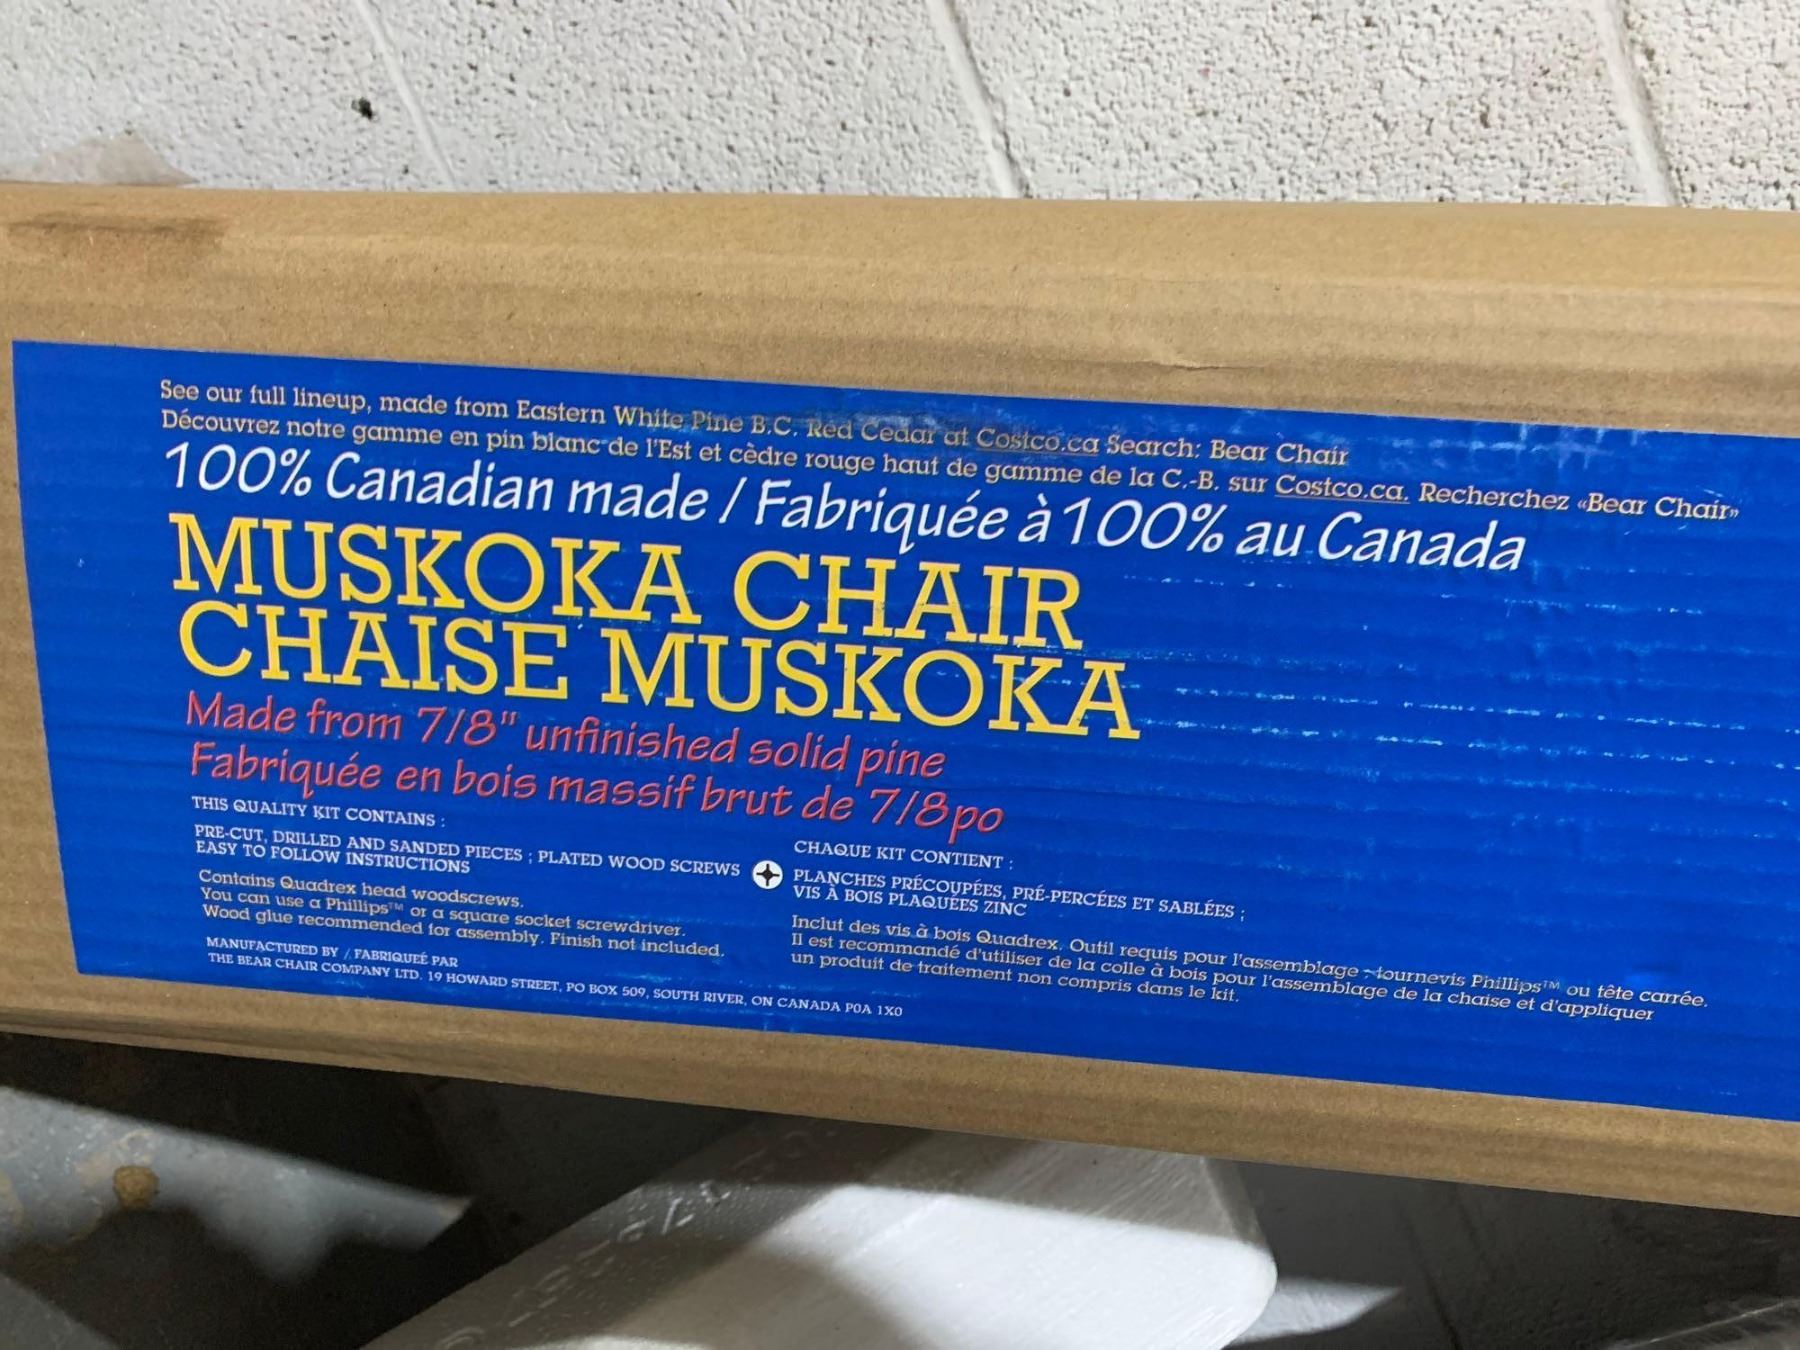 See our full lineup, made from Eastern White Pine B.C. Red Cedar at Costco.ca Search: Bear Chair
Découvrez notre gamme en pin blanc de l'Est et cèdre rouge haut de gamme de la C.-B. sur Costco.ca. Recherchez «Bear Chair»
100% Canadian made / Fabriquée à 100% au Canada
MUSKOKA CHAIR
CHAISE MUSKOKA
Made from 7/8" unfinished solid pine
Fabriquée en bois massif brut de 7/8po
THIS QUALITY KIT CONTAINS :
PRE-CUT, DRILLED AND SANDED PIECES ; PLATED WOOD SCREWS
EASY TO FOLLOW INSTRUCTIONS
Contains Quadrex head woodscrews.
You can use a Phillips™ or a square socket screwdriver.
Wood glue recommended for assembly. Finish not included.
MANUFACTURED BY / FABRIQUEÉ PAR
THE BEAR CHAIR COMPANY LTD. 19 HOWARD STREET, PO BOX 509, SOUTH RIVER, ON CANADA P0A 1X0
CHAQUE KIT CONTIENT :
PLANCHES PRÉCOUPÉES, PRÉ-PERCÉES ET SABLÉES ;
VIS À BOIS PLAQUÉES ZINC
Inclut des vis à bois Quadrex. Outil requis pour l'assemblage - tournevis Phillips™ ou tête carrée.
Il est recommandé d'utiliser de la colle à bois pour l'assemblage de la chaise et d'appliquer
un produit de traitement non compris dans le kit.